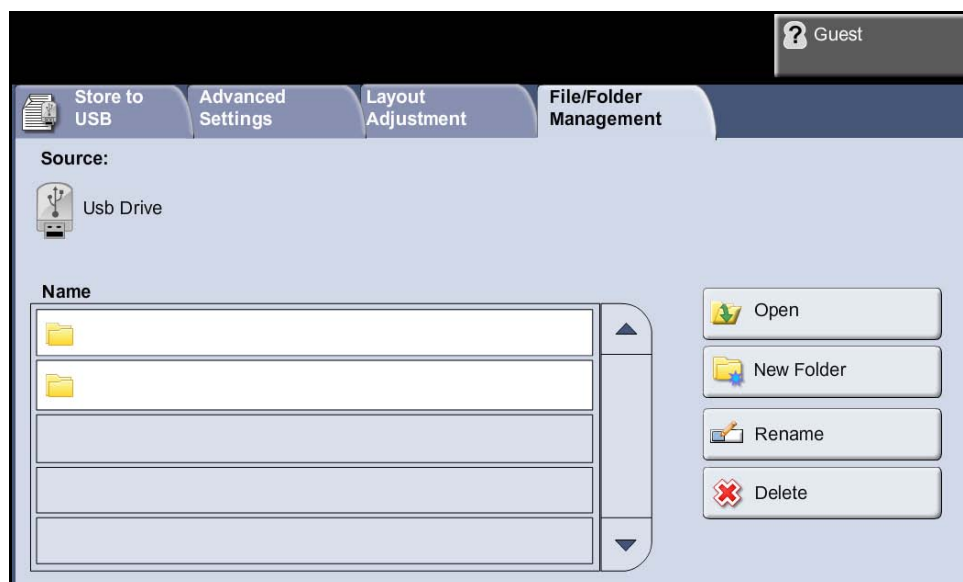 Guest
Store to
USB
Advanced
Settings
Layout
Adjustment
File/Folder
Management
Source:
Usb Drive
Name
Open
New Folder
Rename
Delete